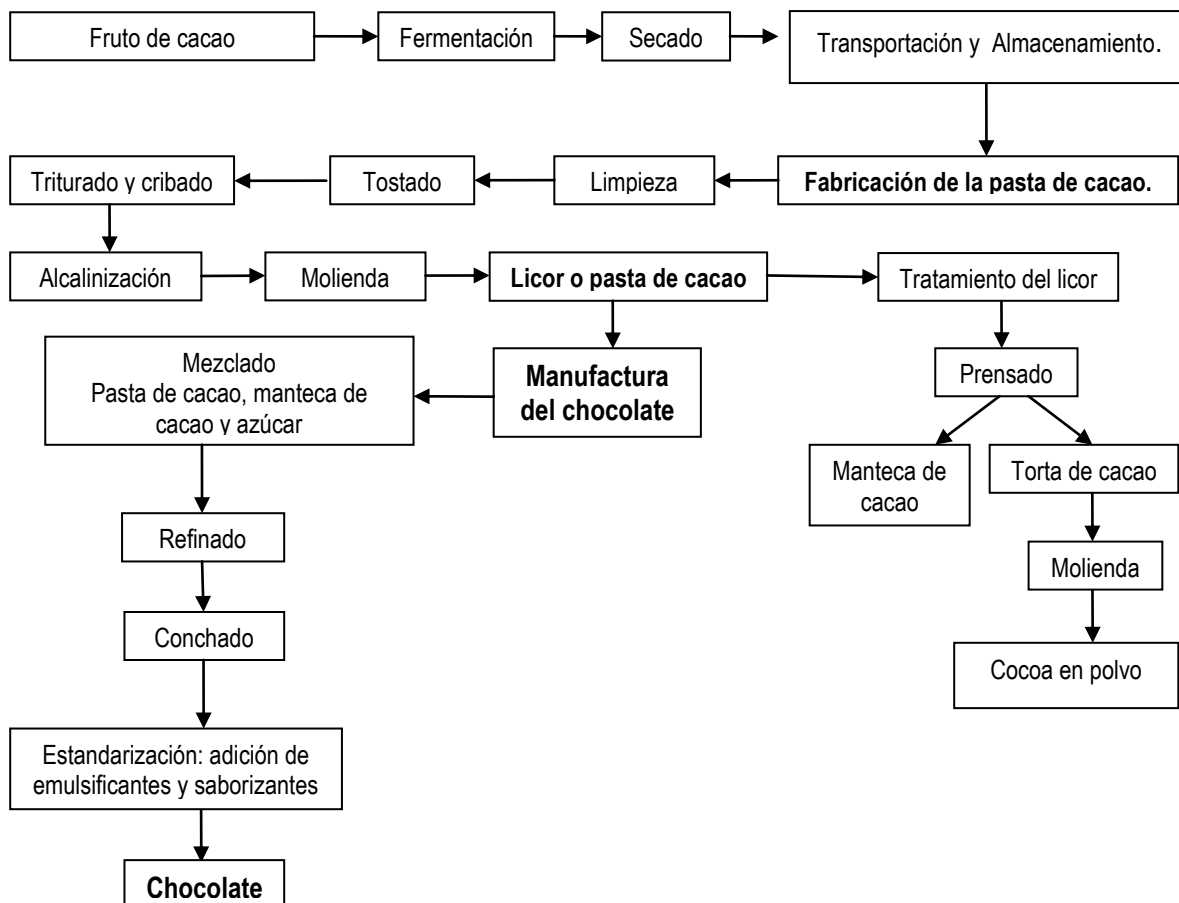 Fruto de cacao
Fermentación
Secado
Transportación y Almacenamiento.
Fabricación de la pasta de cacao.
Limpieza
Tostado
Triturado y cribado
Alcalinización
Molienda
Licor o pasta de cacao
Tratamiento del licor
Prensado
Manteca de
cacao
Torta de cacao
Molienda
Cocoa en polvo
Manufactura
del chocolate
Mezclado
Pasta de cacao, manteca de
cacao y azúcar
Refinado
Conchado
Estandarización: adición de
emulsificantes y saborizantes
Chocolate